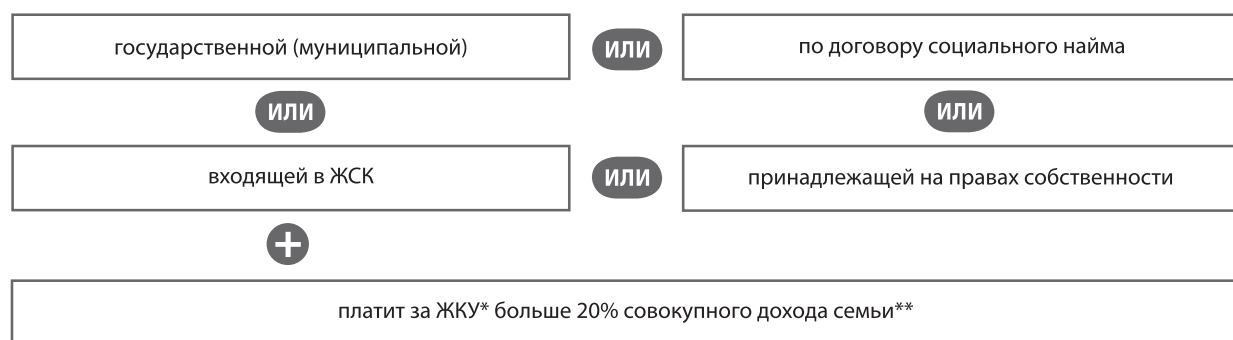 государственной (муниципальной) ИЛИ по договору социального найма
ИЛИ ИЛИ
входящей в ЖСК ИЛИ принадлежащей на правах собственности
+
платит за ЖКУ* больше 20% совокупного дохода семьи**